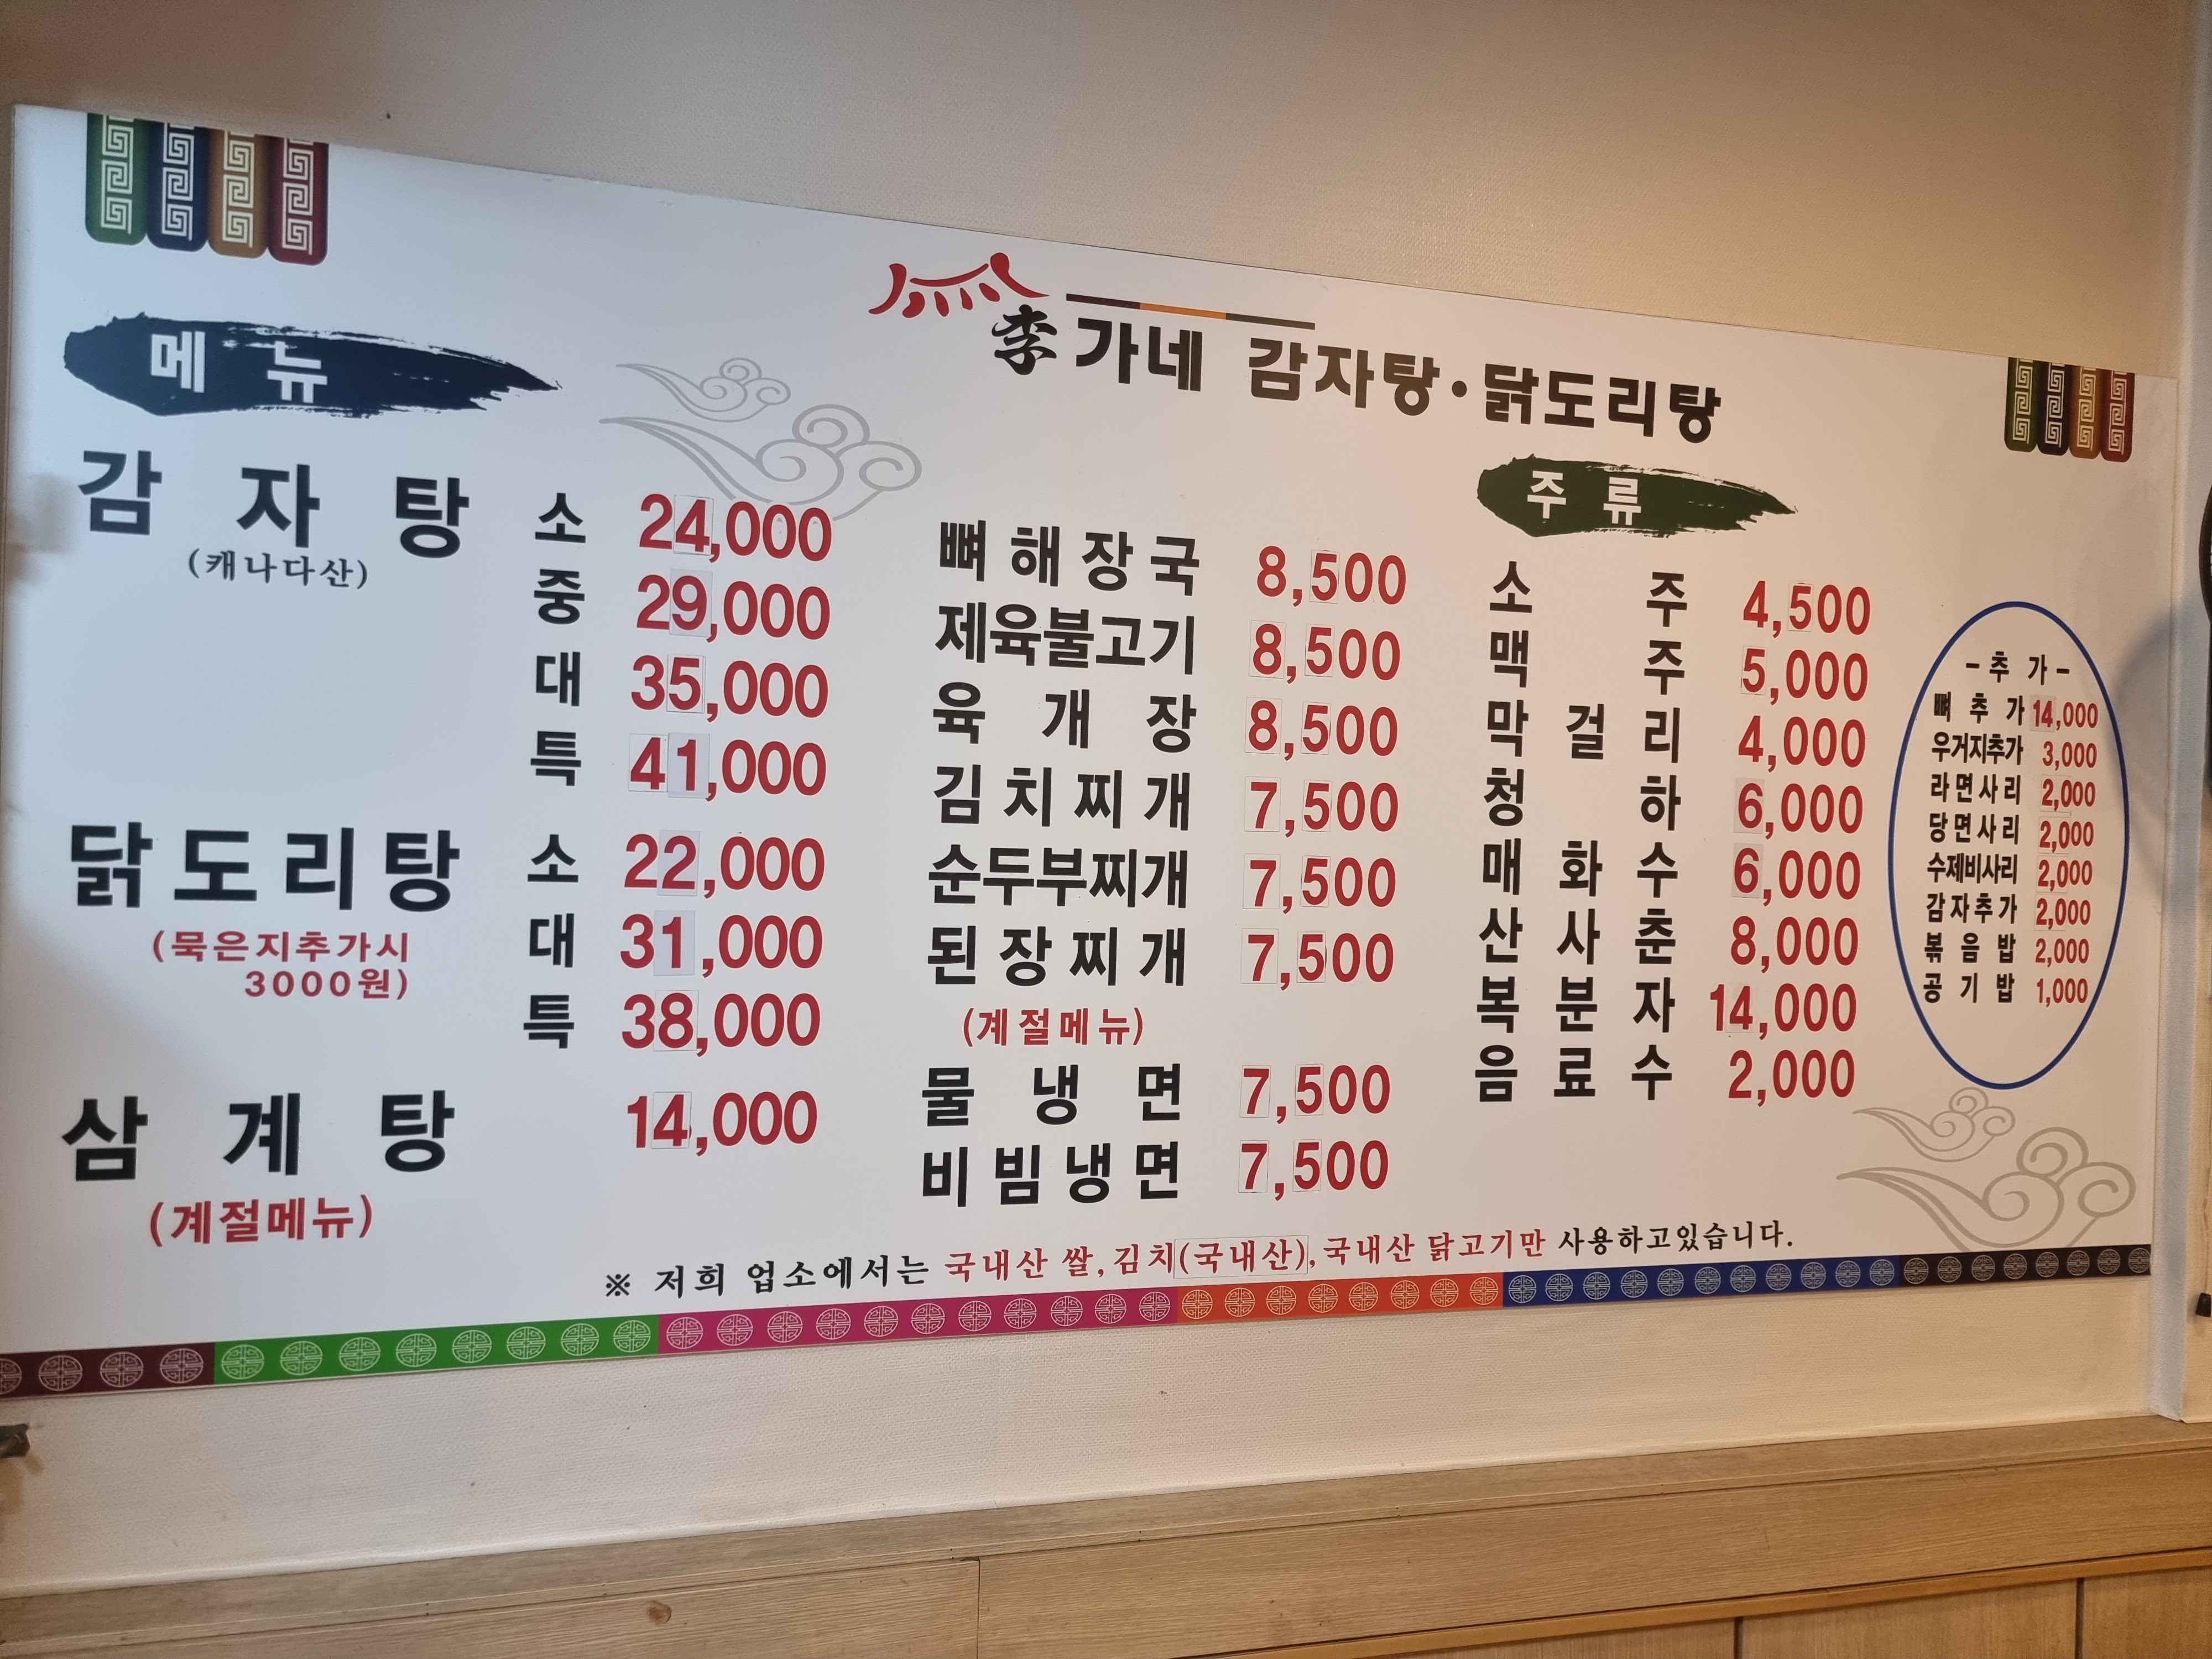 李가네 감자탕·닭도리탕
메뉴
감자탕 소 24,000
(캐나다산)
중 29,000
대 35,000
특 41,000
닭도리탕 소 22,000
(묵은지추가시
3000원)
대 31,000
특 38,000
삼계탕 14,000
(계절메뉴)
뼈해장국 8,500
제육불고기 8,500
육개장 8,500
김치찌개 7,500
순두부찌개 7,500
된장찌개 7,500
(계절메뉴)
물냉면 7,500
비빔냉면 7,500
주류
소주 4,500
맥주 5,000
막걸리 4,000
청하 6,000
매화수 6,000
산사춘 8,000
복분자 14,000
음료수 2,000
-추가-
뼈추가 14,000
우거지추가 3,000
라면사리 2,000
당면사리 2,000
수제비사리 2,000
감자추가 2,000
볶음밥 2,000
공기밥 1,000
※ 저희 업소에서는 국내산 쌀, 김치(국내산), 국내산 닭고기만 사용하고있습니다.